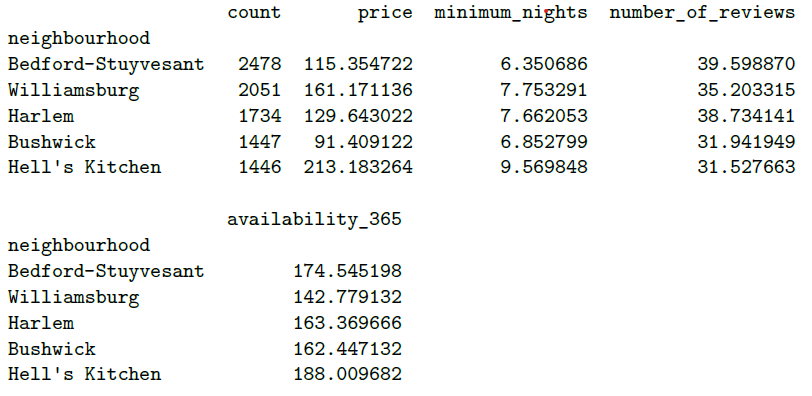 count price minimum_nights number_of_reviews
neighbourhood
Bedford-Stuyvesant 2478 115.354722 6.350686 39.598870
Williamsburg 2051 161.171136 7.753291 35.203315
Harlem 1734 129.643022 7.662053 38.734141
Bushwick 1447 91.409122 6.852799 31.941949
Hell's Kitchen 1446 213.183264 9.569848 31.527663
availability_365
neighbourhood
Bedford-Stuyvesant 174.545198
Williamsburg 142.779132
Harlem 163.369666
Bushwick 162.447132
Hell's Kitchen 188.009682